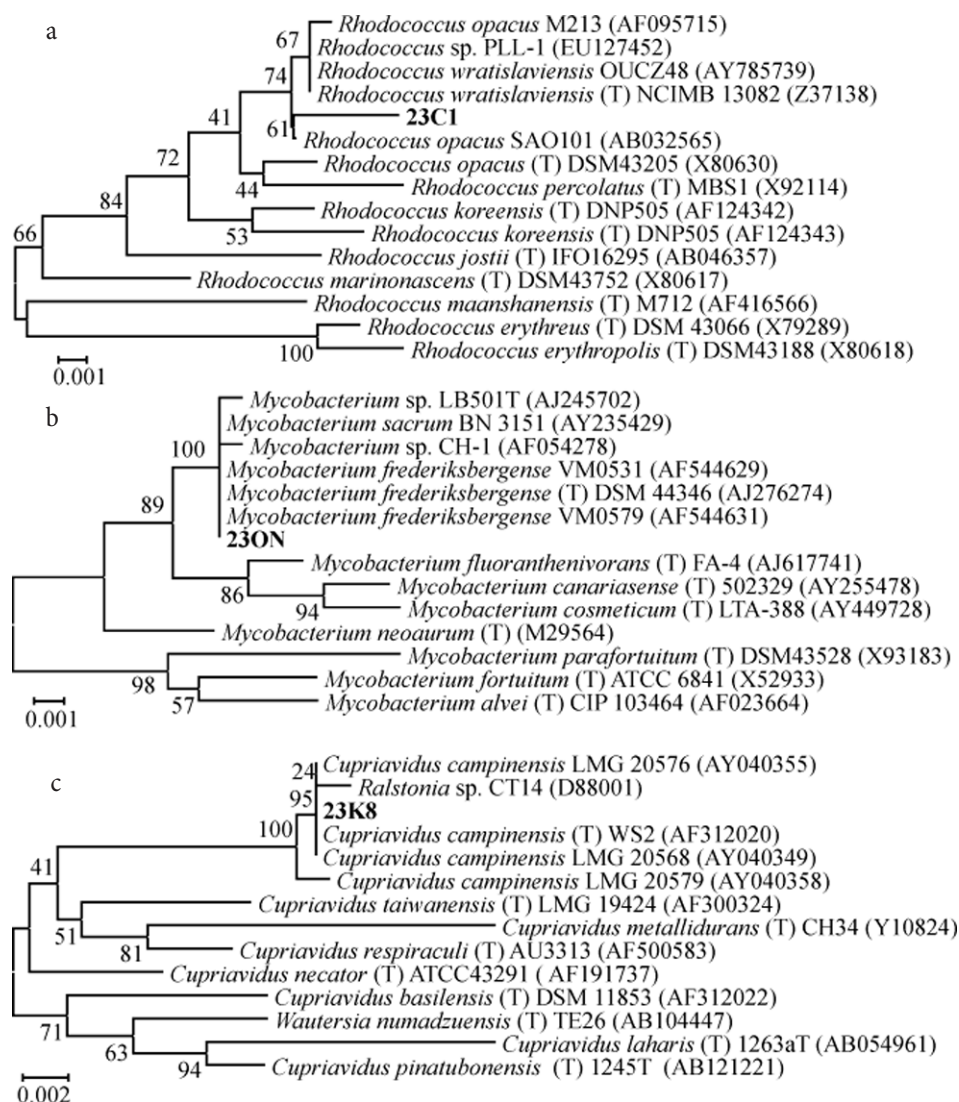 a
Rhodococcus opacus M213 (AF095715)
67
Rhodococcus sp. PLL-1 (EU127452)
Rhodococcus wratislaviensis OUCZ48 (AY785739)
74
Rhodococcus wratislaviensis (T) NCIMB 13082 (Z37138)
41
23C1
61
Rhodococcus opacus SAO101 (AB032565)
72
Rhodococcus opacus (T) DSM43205 (X80630)
44
Rhodococcus percolatus (T) MBS1 (X92114)
84
Rhodococcus koreensis (T) DNP505 (AF124342)
66
53
Rhodococcus koreensis (T) DNP505 (AF124343)
Rhodococcus jostii (T) IFO16295 (AB046357)
Rhodococcus marinonascens (T) DSM43752 (X80617)
Rhodococcus maanshanensis (T) M712 (AF416566)
Rhodococcus erythreus (T) DSM 43066 (X79289)
100
Rhodococcus erythropolis (T) DSM43188 (X80618)
0.001
b
Mycobacterium sp. LB501T (AJ245702)
Mycobacterium sacrum BN 3151 (AY235429)
100
Mycobacterium sp. CH-1 (AF054278)
Mycobacterium frederiksbergense VM0531 (AF544629)
Mycobacterium frederiksbergense (T) DSM 44346 (AJ276274)
89
Mycobacterium frederiksbergense VM0579 (AF544631)
23ON
Mycobacterium fluoranthenivorans (T) FA-4 (AJ617741)
86
Mycobacterium canariasense (T) 502329 (AY255478)
94
Mycobacterium cosmeticum (T) LTA-388 (AY449728)
Mycobacterium neoaurum (T) (M29564)
Mycobacterium parafortuitum (T) DSM43528 (X93183)
98
Mycobacterium fortuitum (T) ATCC 6841 (X52933)
57
Mycobacterium alvei (T) CIP 103464 (AF023664)
0.001
c
Cupriavidus campinensis LMG 20576 (AY040355)
24
Ralstonia sp. CT14 (D88001)
95
23K8
100
Cupriavidus campinensis (T) WS2 (AF312020)
Cupriavidus campinensis LMG 20568 (AY040349)
41
Cupriavidus campinensis LMG 20579 (AY040358)
Cupriavidus taiwanensis (T) LMG 19424 (AF300324)
51
Cupriavidus metallidurans (T) CH34 (Y10824)
81
Cupriavidus respiraculi (T) AU3313 (AF500583)
Cupriavidus necator (T) ATCC43291 ( AF191737)
Cupriavidus basilensis (T) DSM 11853 (AF312022)
71
Wautersia numadzuensis (T) TE26 (AB104447)
63
Cupriavidus laharis (T) 1263aT (AB054961)
94
Cupriavidus pinatubonensis (T) 1245T (AB121221)
0.002